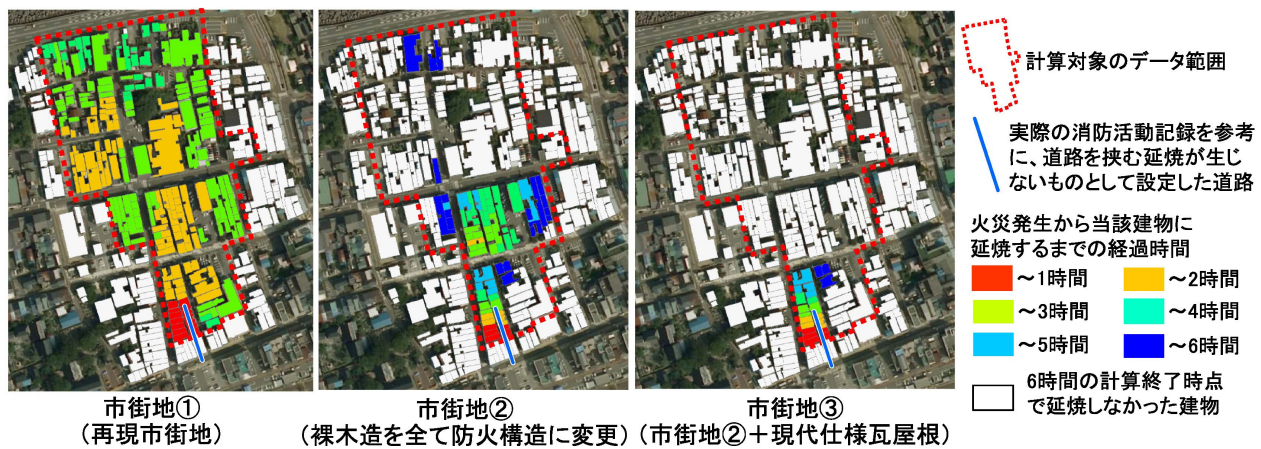 計算対象のデータ範囲
実際の消防活動記録を参考
に、道路を挟む延焼が生じ
ないものとして設定した道路
火災発生から当該建物に
延焼するまでの経過時間
～1時間
～2時間
～3時間
～4時間
～5時間
～6時間
6時間の計算終了時点
で延焼しなかった建物
市街地①
（再現市街地）
市街地②
（裸木造を全て防火構造に変更）
市街地③
（市街地②＋現代仕様瓦屋根）